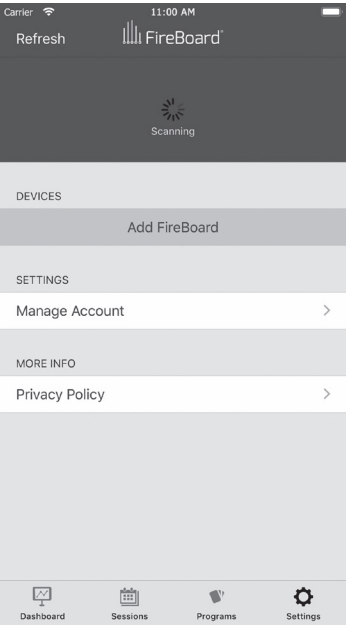 Carrier 11:00 AM
Refresh FireBoard
Scanning
DEVICES
Add FireBoard
SETTINGS
Manage Account
MORE INFO
Privacy Policy
Dashboard Sessions Programs Settings